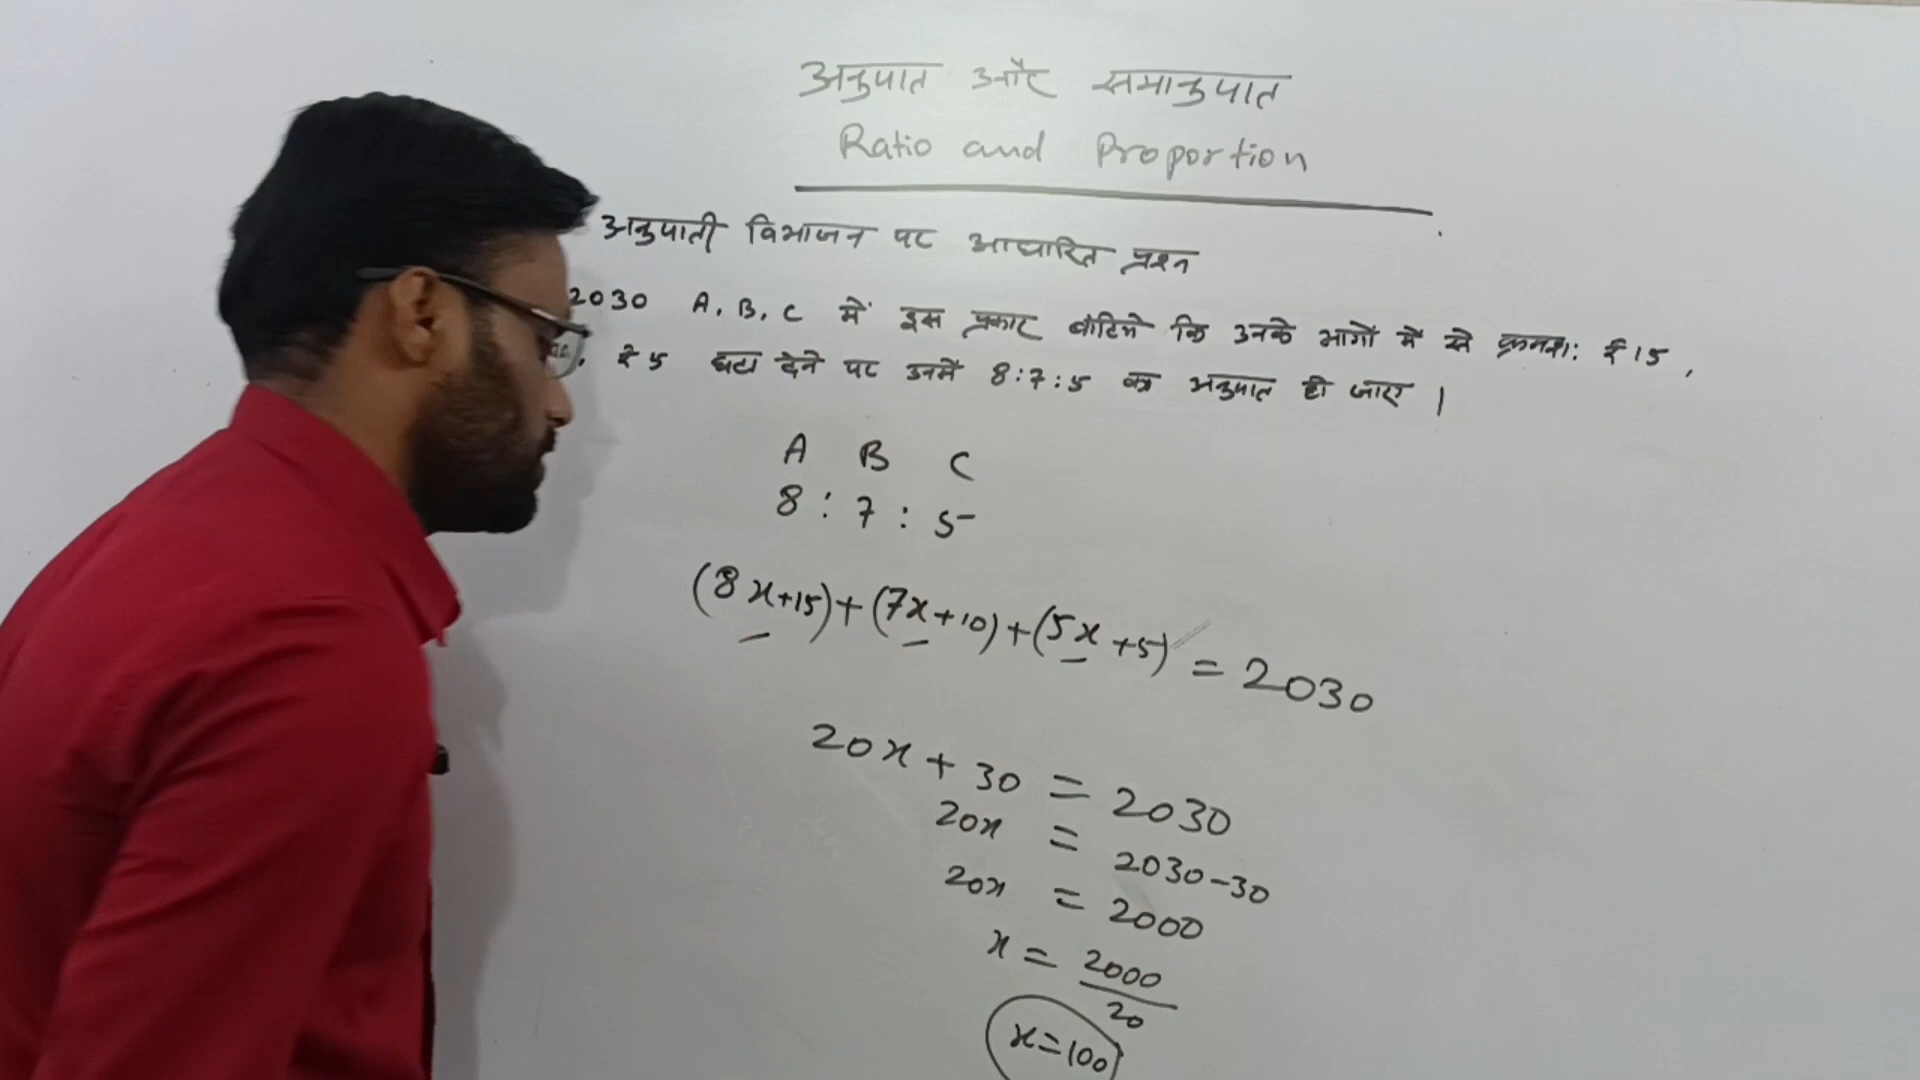 अनुपात और समानुपात
Ratio and Proportion
अनुपाती विभाजन पर आधारित प्रश्न
2030 A, B, C में इस प्रकार बाँटिये कि उनके भागों में से क्रमशः ₹15,
, ₹5 घटा देने पर उनमें 8:7:5 का अनुपात हो जाए।
A B C
8 : 7 : 5
(8x+15)+(7x+10)+(5x+5) = 2030
20x + 30 = 2030
20x = 2030-30
20x = 2000
x = 2000/20
x=100